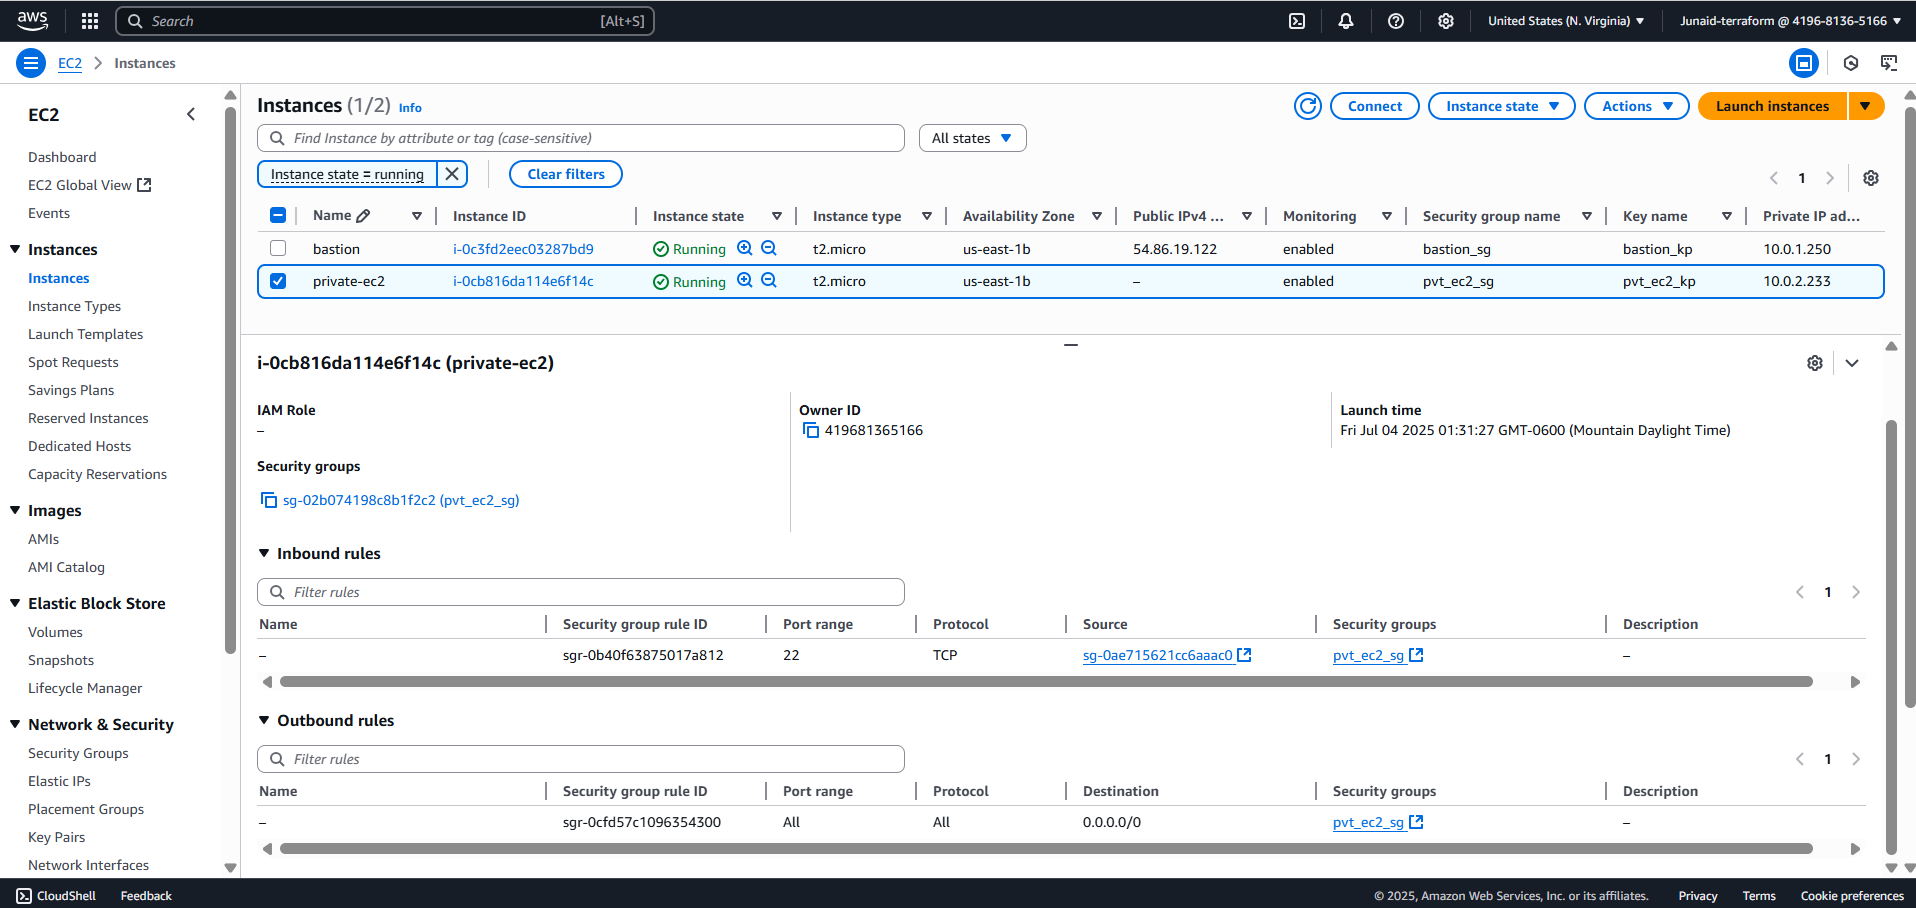 aws Search [Alt+S] United States (N. Virginia) Junaid-terraform @ 4196-8136-5166
EC2 Instances
EC2
Dashboard
EC2 Global View
Events
Instances
Instances
Instance Types
Launch Templates
Spot Requests
Savings Plans
Reserved Instances
Dedicated Hosts
Capacity Reservations
Images
AMIs
AMI Catalog
Elastic Block Store
Volumes
Snapshots
Lifecycle Manager
Network & Security
Security Groups
Elastic IPs
Placement Groups
Key Pairs
Network Interfaces
Instances (1/2) Info Connect Instance state Actions Launch instances
Find Instance by attribute or tag (case-sensitive) All states
Instance state = running Clear filters 1
Name Instance ID Instance state Instance type Availability Zone Public IPv4 ... Monitoring Security group name Key name Private IP ad...
bastion i-0c3fd2eec03287bd9 Running t2.micro us-east-1b 54.86.19.122 enabled bastion_sg bastion_kp 10.0.1.250
private-ec2 i-0cb816da114e6f14c Running t2.micro us-east-1b – enabled pvt_ec2_sg pvt_ec2_kp 10.0.2.233
i-0cb816da114e6f14c (private-ec2)
IAM Role Owner ID Launch time
– 419681365166 Fri Jul 04 2025 01:31:27 GMT-0600 (Mountain Daylight Time)
Security groups
sg-02b074198c8b1f2c2 (pvt_ec2_sg)
Inbound rules
Filter rules 1
Name Security group rule ID Port range Protocol Source Security groups Description
– sgr-0b40f63875017a812 22 TCP sg-0ae715621cc6aaac0 pvt_ec2_sg –
Outbound rules
Filter rules 1
Name Security group rule ID Port range Protocol Destination Security groups Description
– sgr-0cfd57c1096354300 All All 0.0.0.0/0 pvt_ec2_sg –
CloudShell Feedback © 2025, Amazon Web Services, Inc. or its affiliates. Privacy Terms Cookie preferences